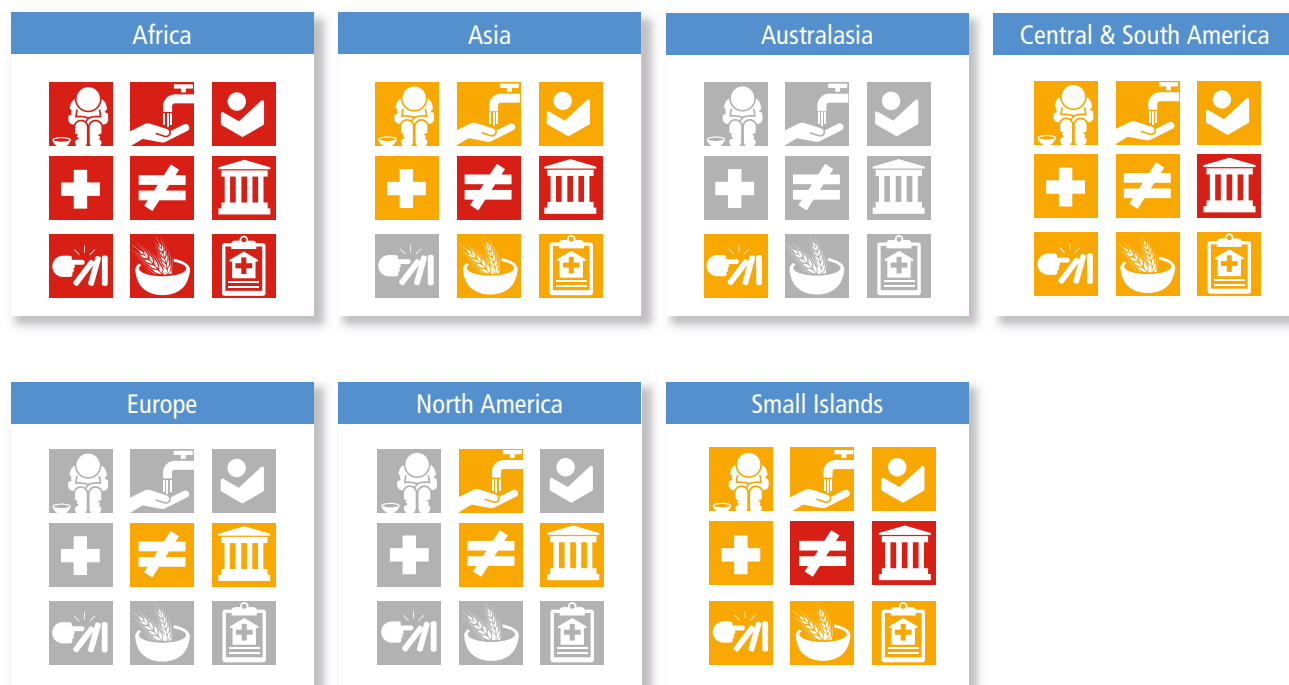 Africa
Asia
Australasia
Central & South America
Europe
North America
Small Islands